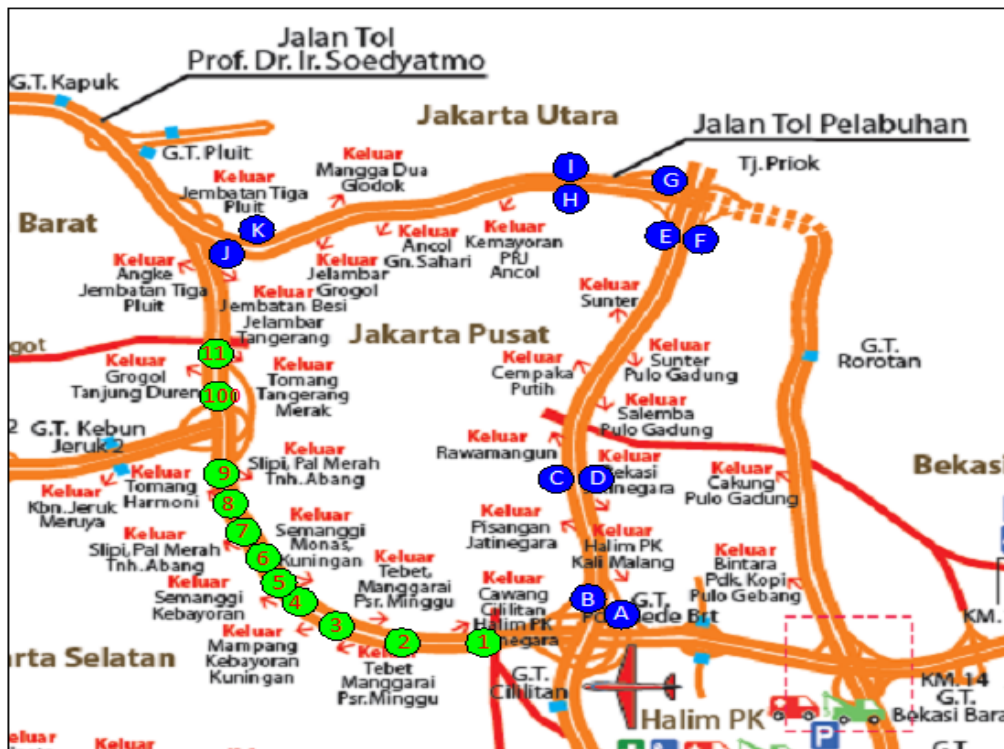 Jalan Tol
Prof. Dr. Ir. Soedyatmo
G.T. Kapuk
Jakarta Utara
Jalan Tol Pelabuhan
G.T. Pluit
Keluar
Mangga Dua
Glodok
Tj. Priok
Keluar
Jembatan Tiga
Pluit
I
G
H
Barat
K
J
E
F
Keluar
Ancol
Gn. Sahari
Keluar
Kemayoran
PRJ
Ancol
Keluar
Angke
Jembatan Tiga
Pluit
Keluar
Jelambar
Grogol
Keluar
Jembatan Besi
Jelambar
Tangerang
Keluar
Sunter
Jakarta Pusat
got
11
Keluar
Grogol
Tanjung Duren
100
Keluar
Tomang
Tangerang
Merak
Keluar
Cempaka
Putih
Keluar
Sunter
Pulo Gadung
G.T.
Rorotan
Keluar
Salemba
Pulo Gadung
2
G.T. Kebun
Jeruk 2
Keluar
Rawamangun
Keluar
Slipi, Pal Merah
Tnh. Abang
9
Keluar
Bekasi
C
D
Keluar
Cakung
Pulo Gadung
Bekasi
Keluar
Kbn. Jeruk
Meruya
Keluar
Tomang
Harmoni
8
7
Keluar
Semanggi
Monas,
Kuningan
Keluar
Pisangan
Jatinegara
Keluar
Halim PK
Kali Malang
Keluar
Slipi, Pal Merah
Tnh. Abang
6
5
4
Keluar
Tebet,
Manggarai
Psr. Minggu
Keluar
Bintara
Pdk. Kopi
Pulo Gebang
Keluar
Semanggi
Kebayoran
Keluar
Cawang
Cililitan
Halim PK
B
A
G.T.
KM.
3
2
1
Keluar
Mampang
Kebayoran
Kuningan
Tebet
Manggarai
Psr. Minggu
arta Selatan
G.T.
Cililitan
KM. 14
G.T.
Bekasi Bara
Halim PK
P
eluar
Keluar
Keluar
G.T.